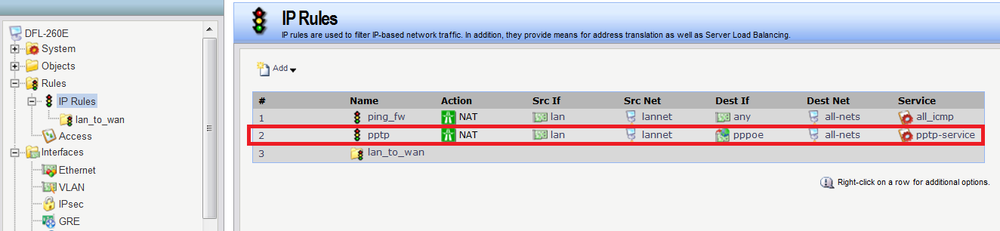 DFL-260E
System
Objects
Rules
IP Rules
lan_to_wan
Access
Interfaces
Ethernet
VLAN
IPsec
GRE
IP Rules
IP rules are used to filter IP-based network traffic. In addition, they provide means for address translation as well as Server Load Balancing.
Add
# Name Action Src If Src Net Dest If Dest Net Service
1 ping_fw NAT lan lannet any all-nets all_icmp
2 pptp NAT lan lannet pppoe all-nets pptp-service
3 lan_to_wan
Right-click on a row for additional options.